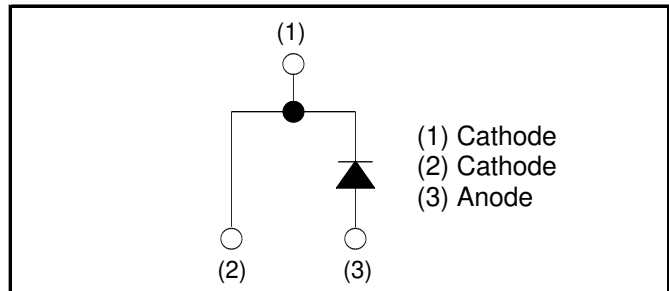 (1)
(1) Cathode
(2) Cathode
(3) Anode
(2) (3)